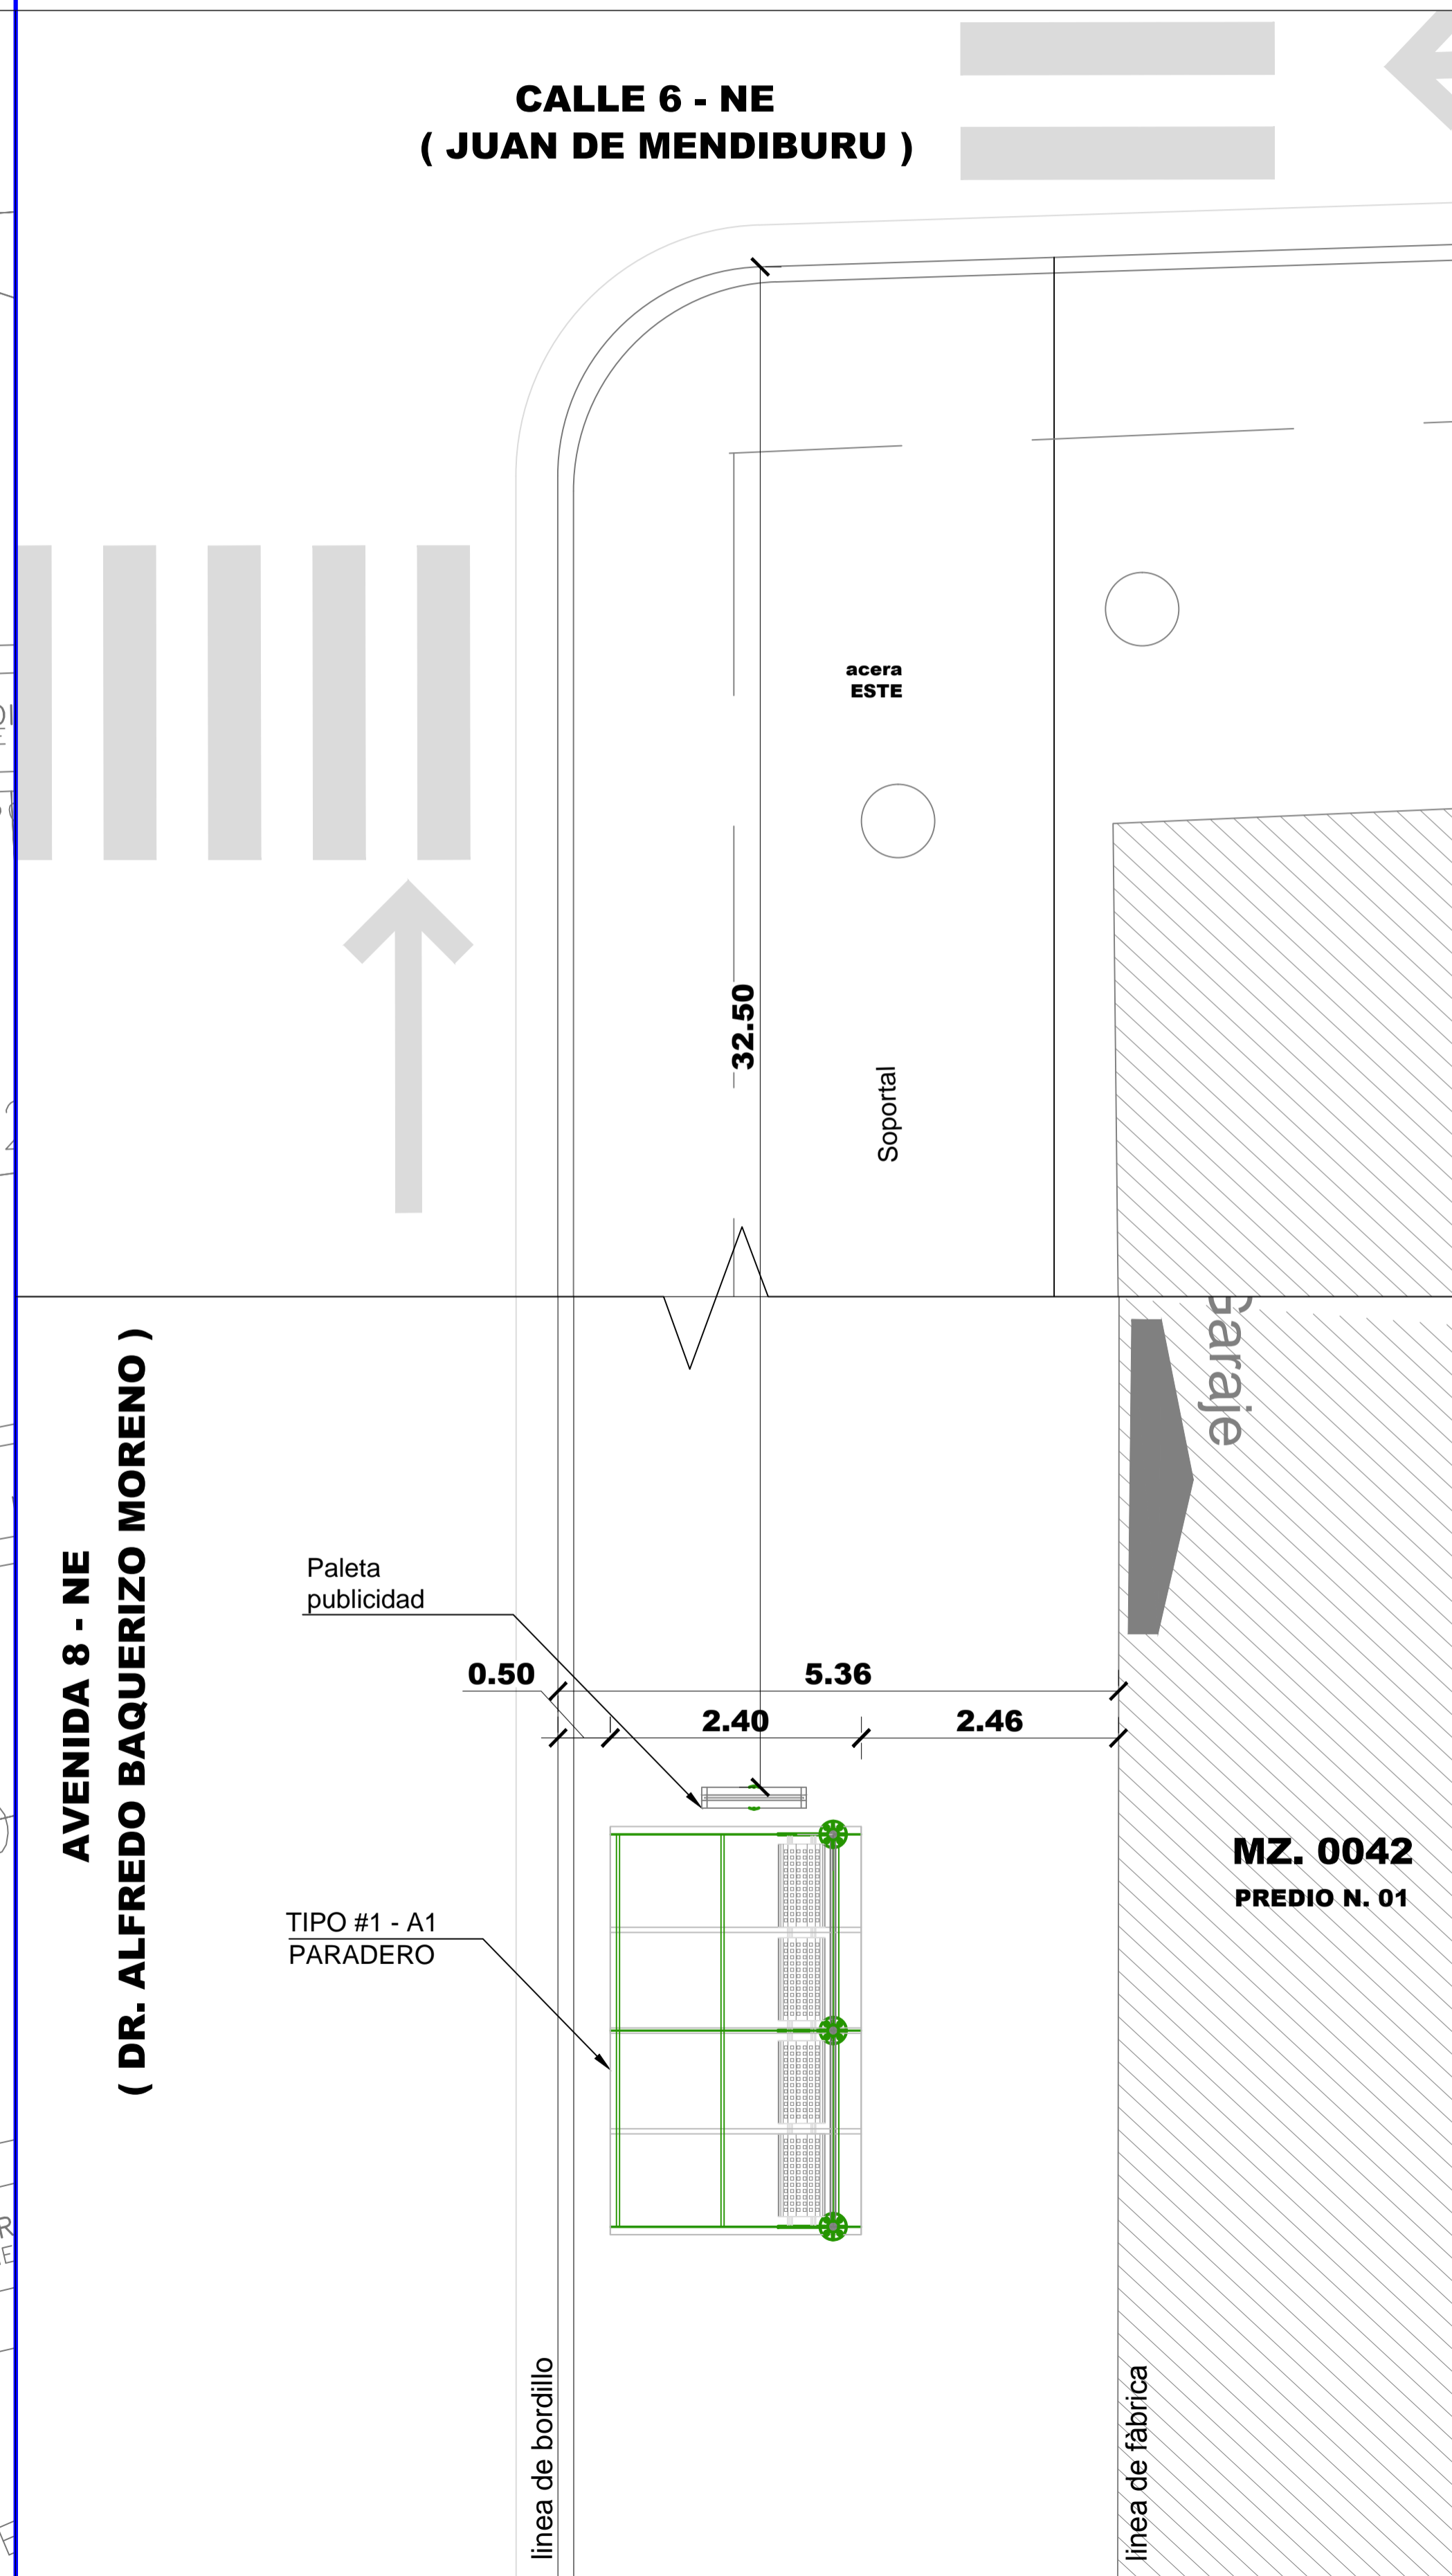 CALLE 6 - NE
( JUAN DE MENDIBURU )
acera
ESTE
32.50
Soportal
Garaje
AVENIDA 8 - NE
( DR. ALFREDO BAQUERIZO MORENO )
Paleta
publicidad
0.50
5.36
2.40
2.46
MZ. 0042
PREDIO N. 01
TIPO #1 - A1
PARADERO
linea de bordillo
linea de fàbrica